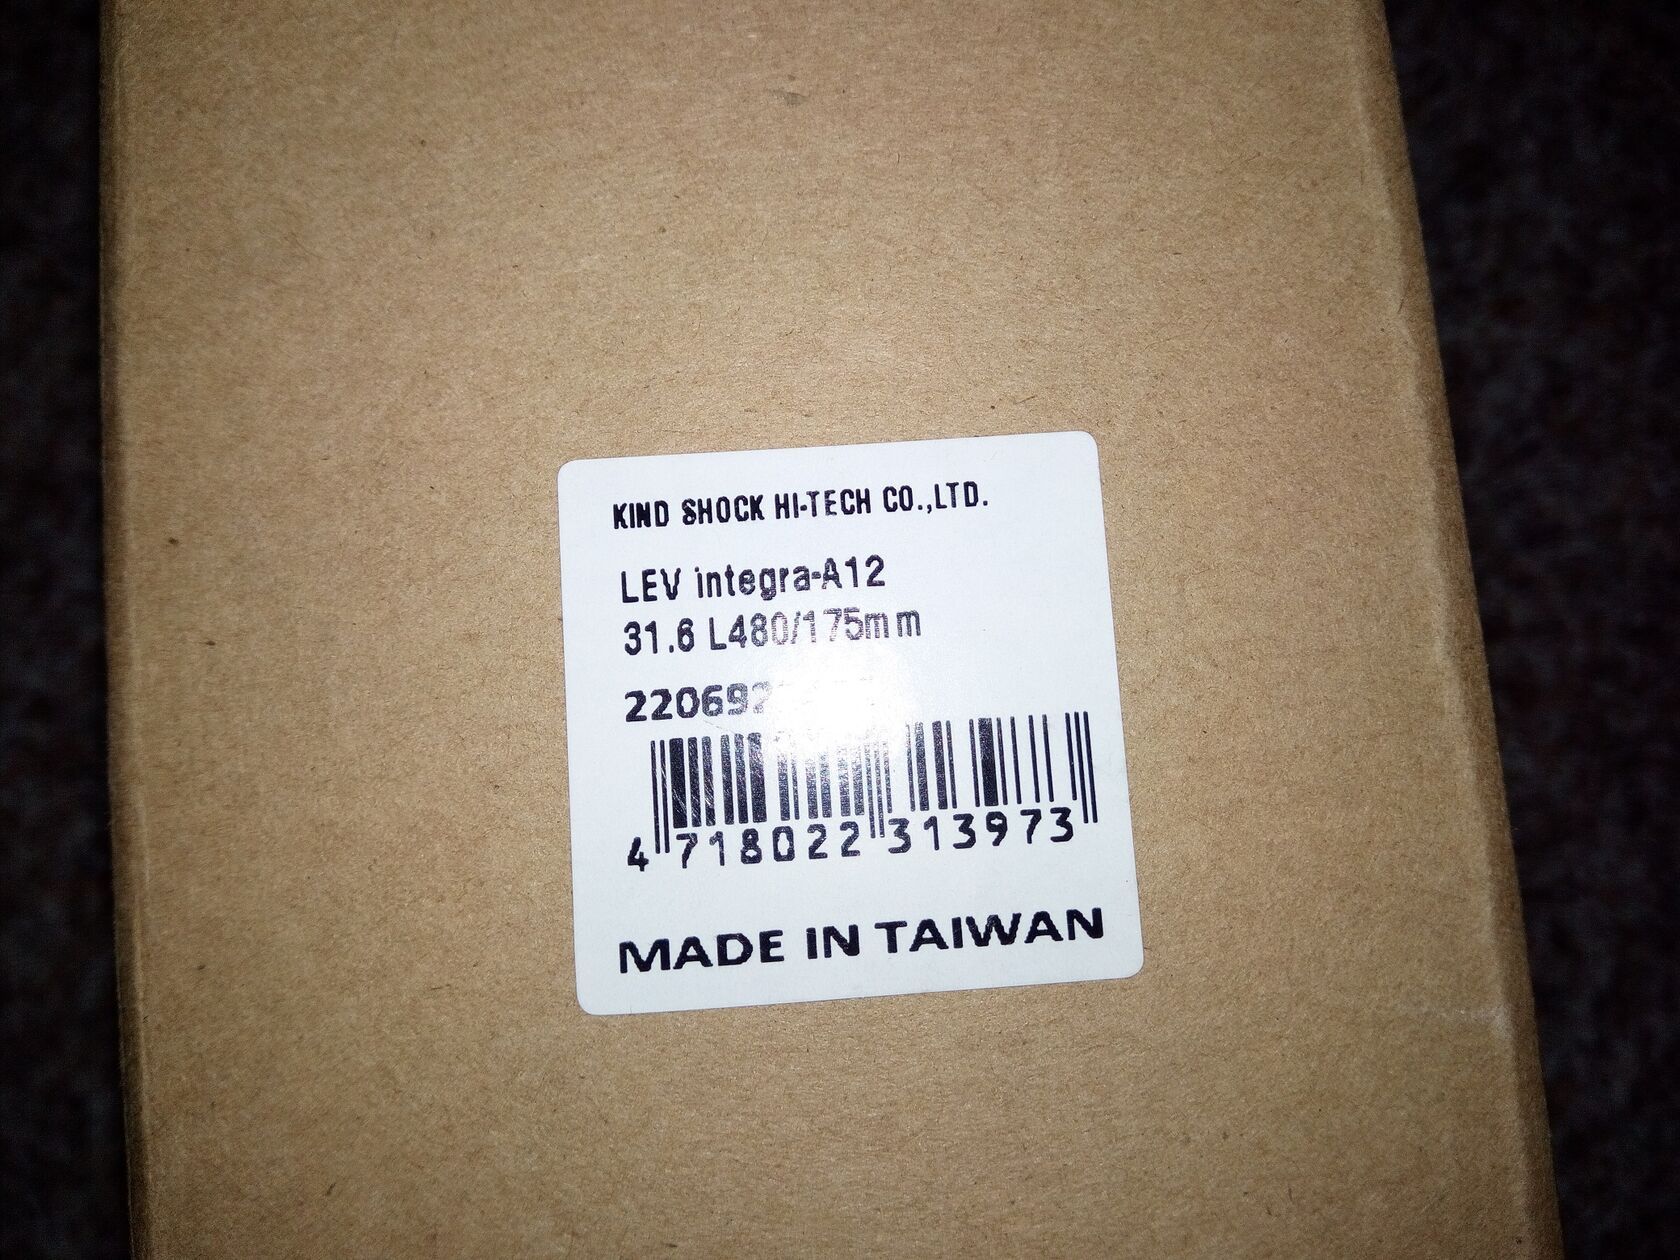 KIND SHOCK HI-TECH CO.,LTD.
LEV integra-A12
31.6 L480/175mm
4 718022 313973
MADE IN TAIWAN